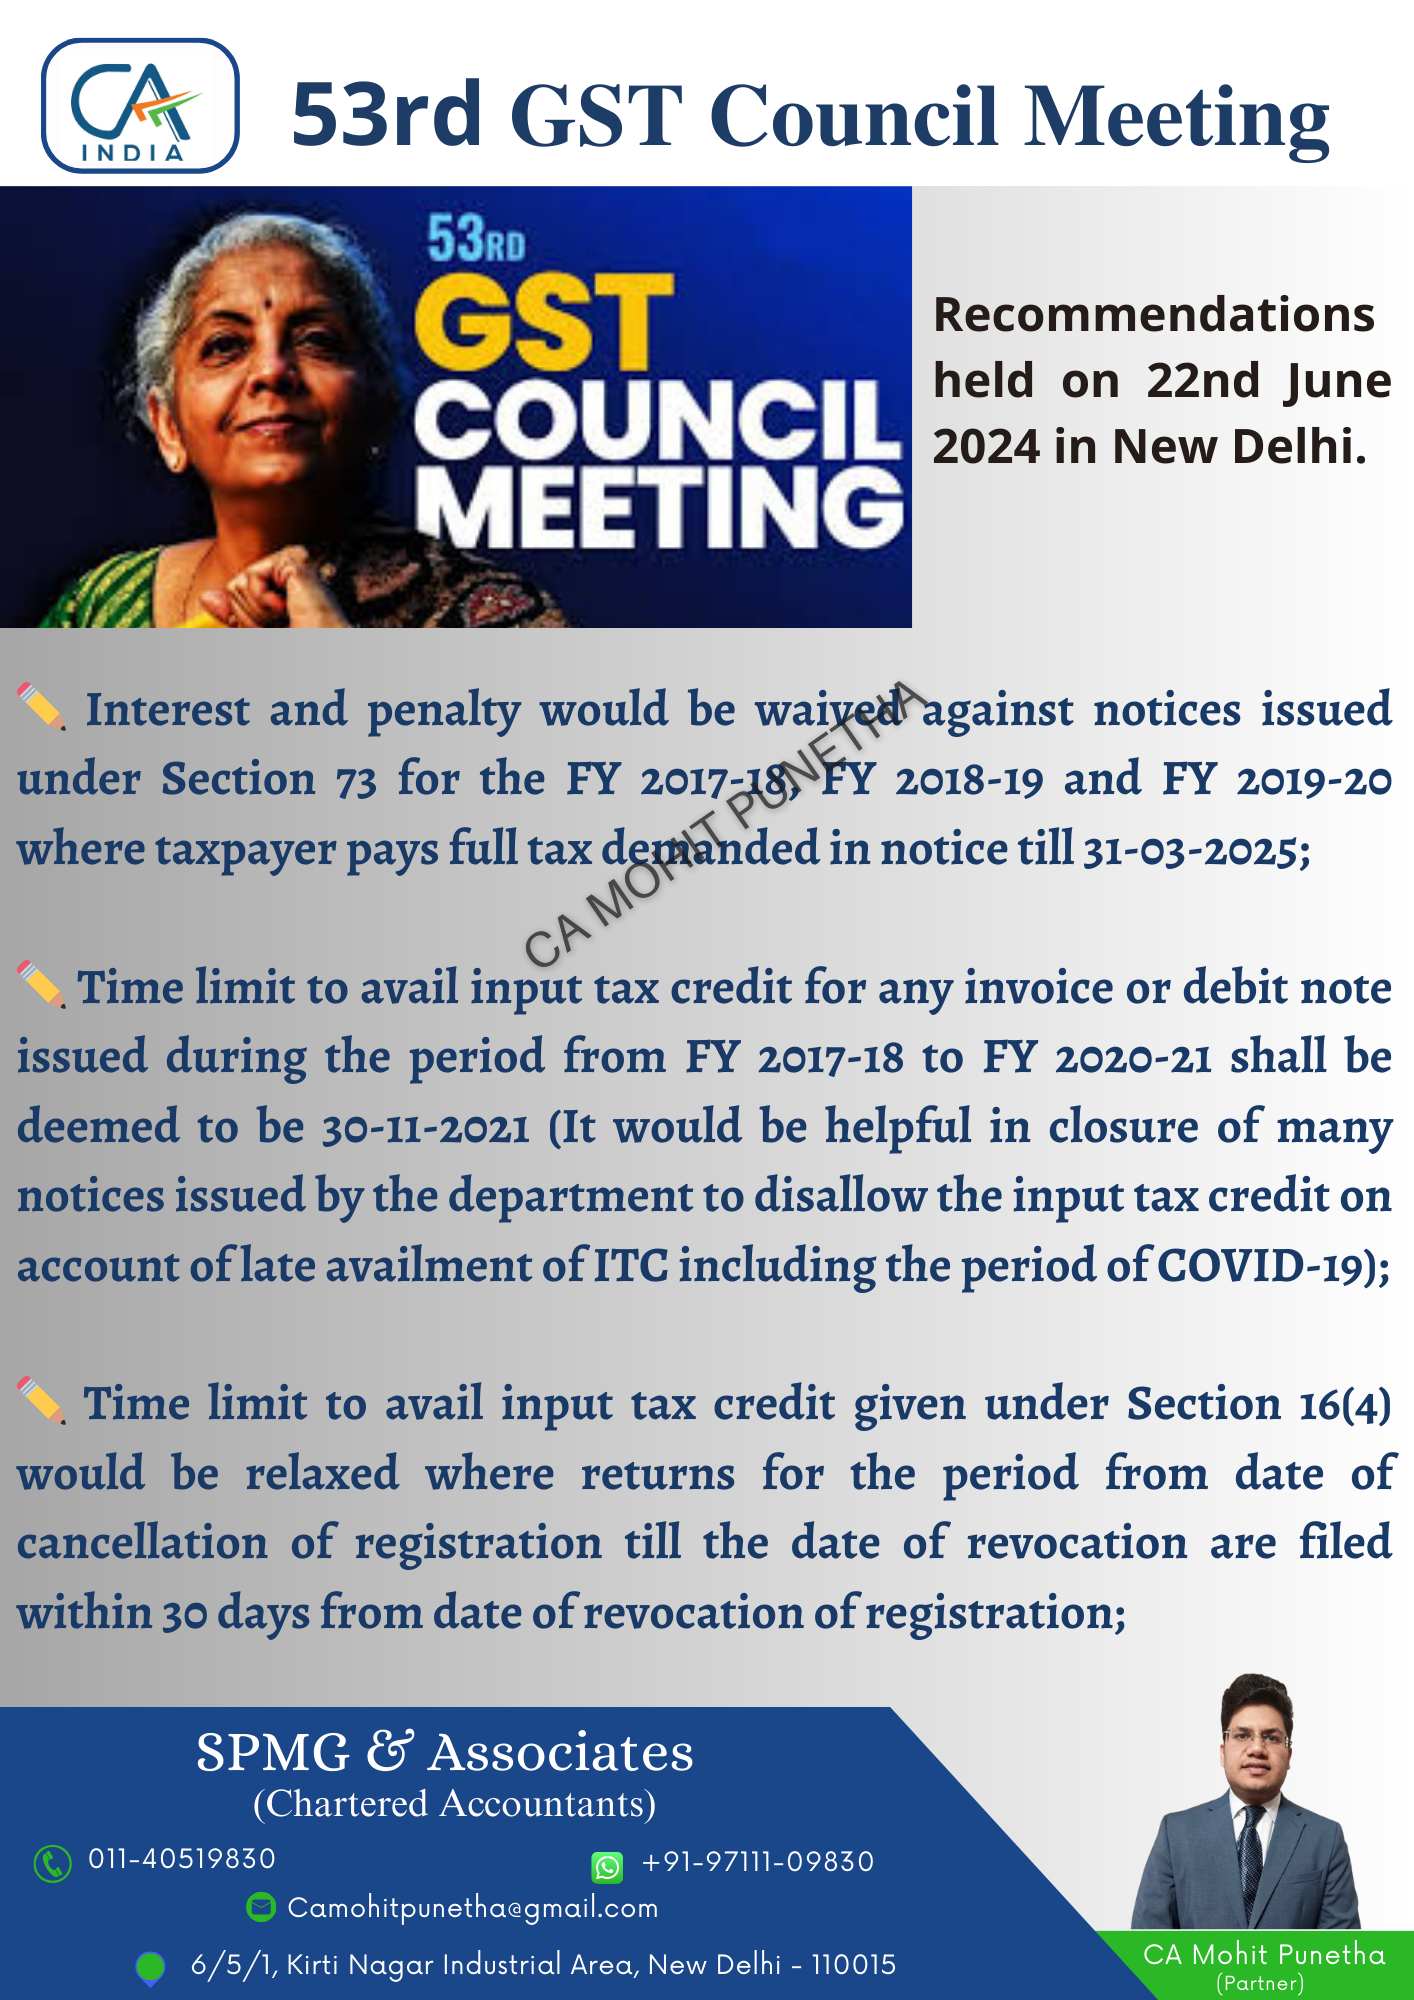 CA
INDIA
53rd GST Council Meeting
53RD
GST
COUNCIL
MEETING
Recommendations
held on 22nd June
2024 in New Delhi.
Interest and penalty would be waived against notices issued
under Section 73 for the FY 2017-18, FY 2018-19 and FY 2019-20
where taxpayer pays full tax demanded in notice till 31-03-2025;
CA MOHIT PUNETHA
Time limit to avail input tax credit for any invoice or debit note
issued during the period from FY 2017-18 to FY 2020-21 shall be
deemed to be 30-11-2021 (It would be helpful in closure of many
notices issued by the department to disallow the input tax credit on
account of late availment of ITC including the period of COVID-19);
Time limit to avail input tax credit given under Section 16(4)
would be relaxed where returns for the period from date of
cancellation of registration till the date of revocation are filed
within 30 days from date of revocation of registration;
SPMG & Associates
(Chartered Accountants)
011-40519830
+91-97111-09830
Camohitpunetha@gmail.com
6/5/1, Kirti Nagar Industrial Area, New Delhi - 110015
CA Mohit Punetha
(Partner)